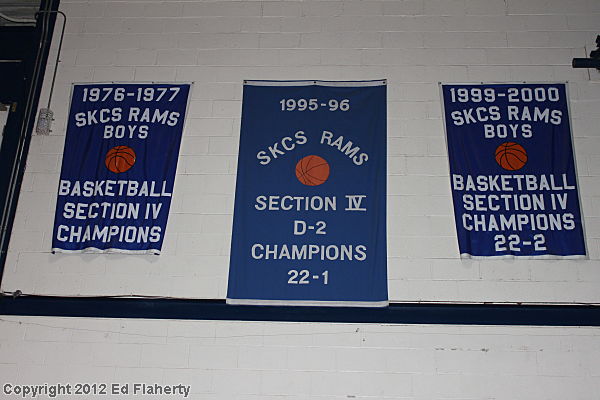 1976-1977
SKCS RAMS
BOYS
BASKETBALL
SECTION IV
CHAMPIONS
1995-96
SKCS RAMS
SECTION IV
D-2
CHAMPIONS
22-1
1999-2000
SKCS RAMS
BOYS
BASKETBALL
SECTION IV
CHAMPIONS
22-2
Copyright 2012 Ed Flaherty